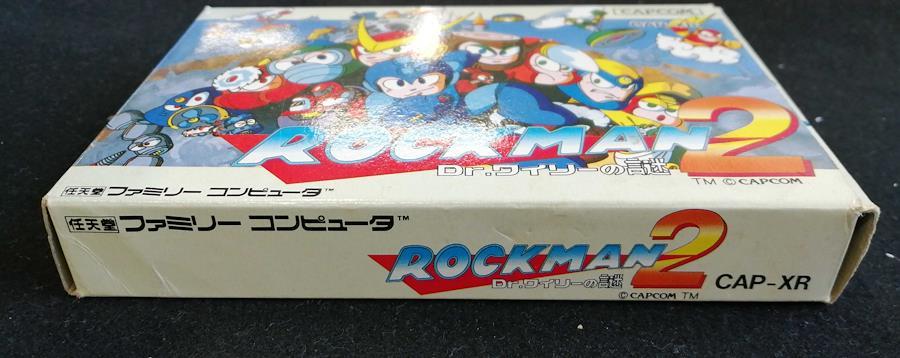 CAPCOM
ROCKMAN 2
Dr.ワイリーの謎
TM ©CAPCOM
任天堂 ファミリー コンピュータ™
任天堂 ファミリー コンピュータ™
ROCKMAN 2
Dr.ワイリーの謎
©CAPCOM TM
CAP-XR